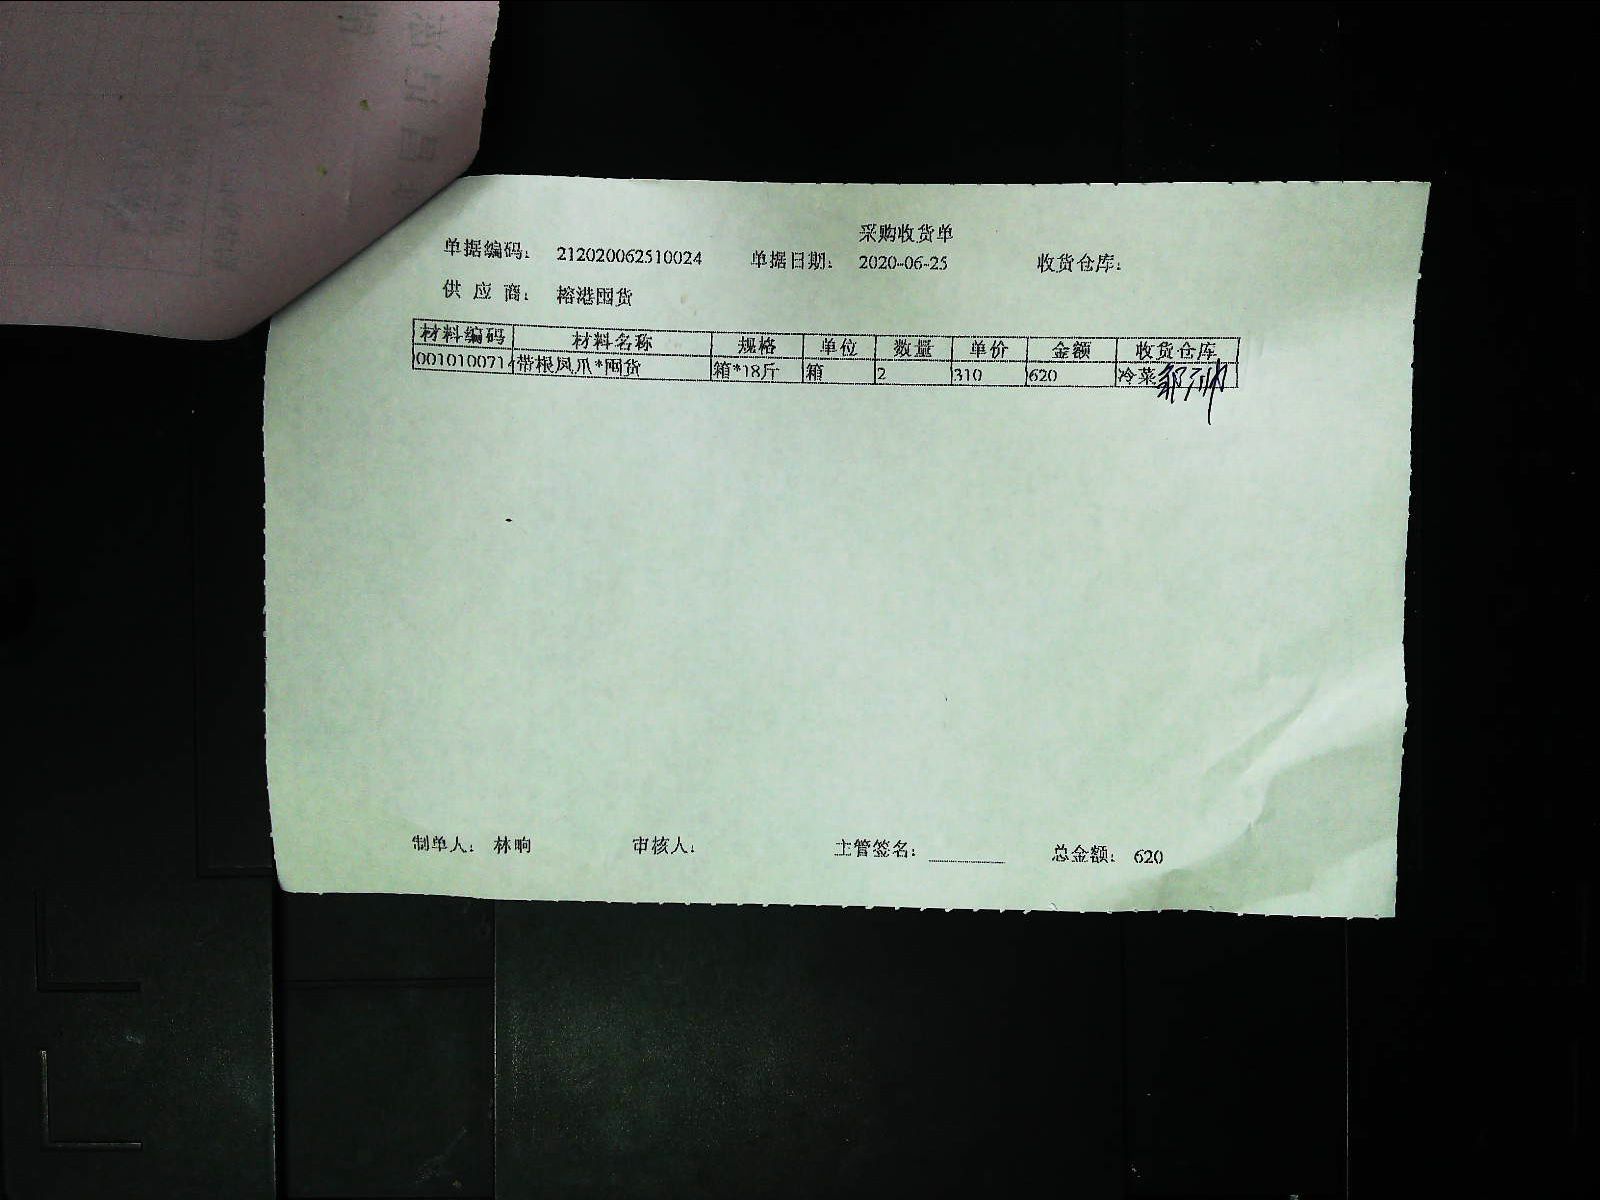 采购收货单
单据编码： 212020062510024 单据日期： 2020-06-25 收货仓库：
供 应 商： 榕港囤货
材料编码 材料名称 规格 单位 数量 单价 金额 收货仓库
0010100714 带根凤爪*囤货 箱*18斤 箱 2 310 620 冷菜
制单人： 林响 审核人： 主管签名： 总金额： 620